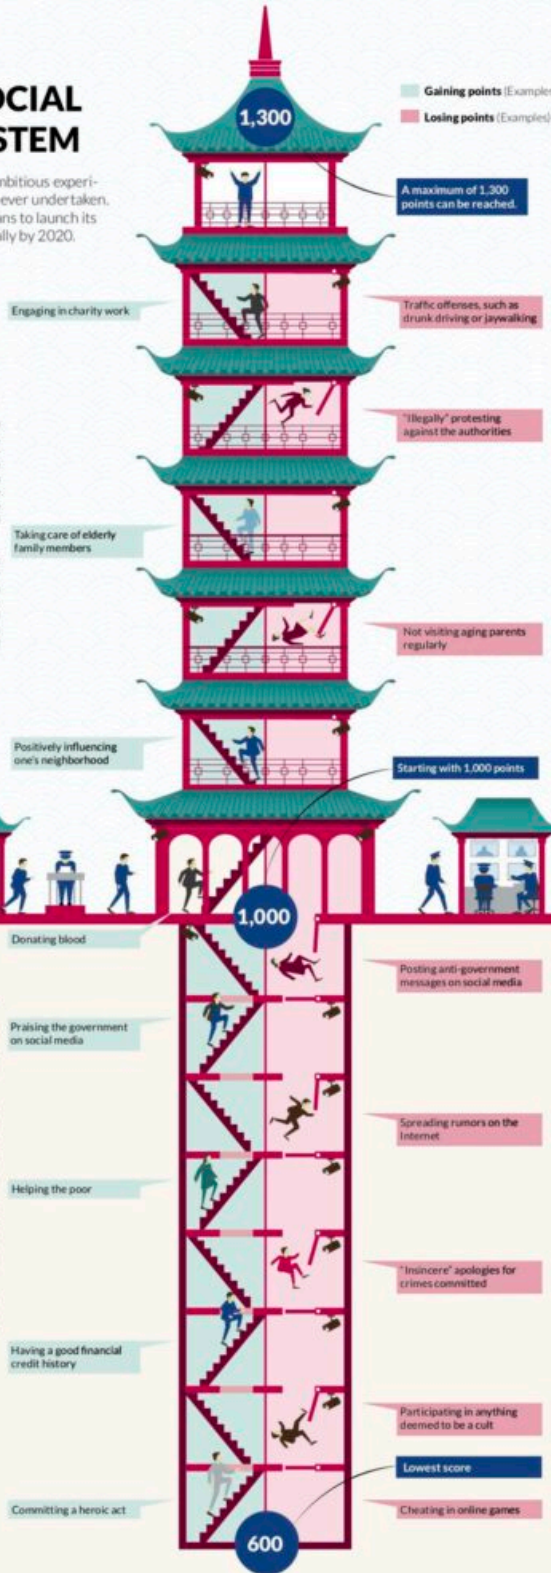 OCIAL
STEM
mbitious experi-
ever undertaken.
ns to launch its
ally by 2020.
Gaining points (Example
Losing points (Examples)
1,300
A maximum of 1,300
points can be reached.
Engaging in charity work
Traffic offenses, such as
drunk driving or jaywalking
"Illegally" protesting
against the authorities
Taking care of elderly
family members
Not visiting aging parents
regularly
Positively influencing
one's neighborhood
Starting with 1,000 points
1,000
Donating blood
Posting anti-government
messages on social media
Praising the government
on social media
Spreading rumors on the
Internet
Helping the poor
"Insincere" apologies for
crimes committed
Having a good financial
credit history
Participating in anything
deemed to be a cult
Lowest score
Committing a heroic act
Cheating in online games
600